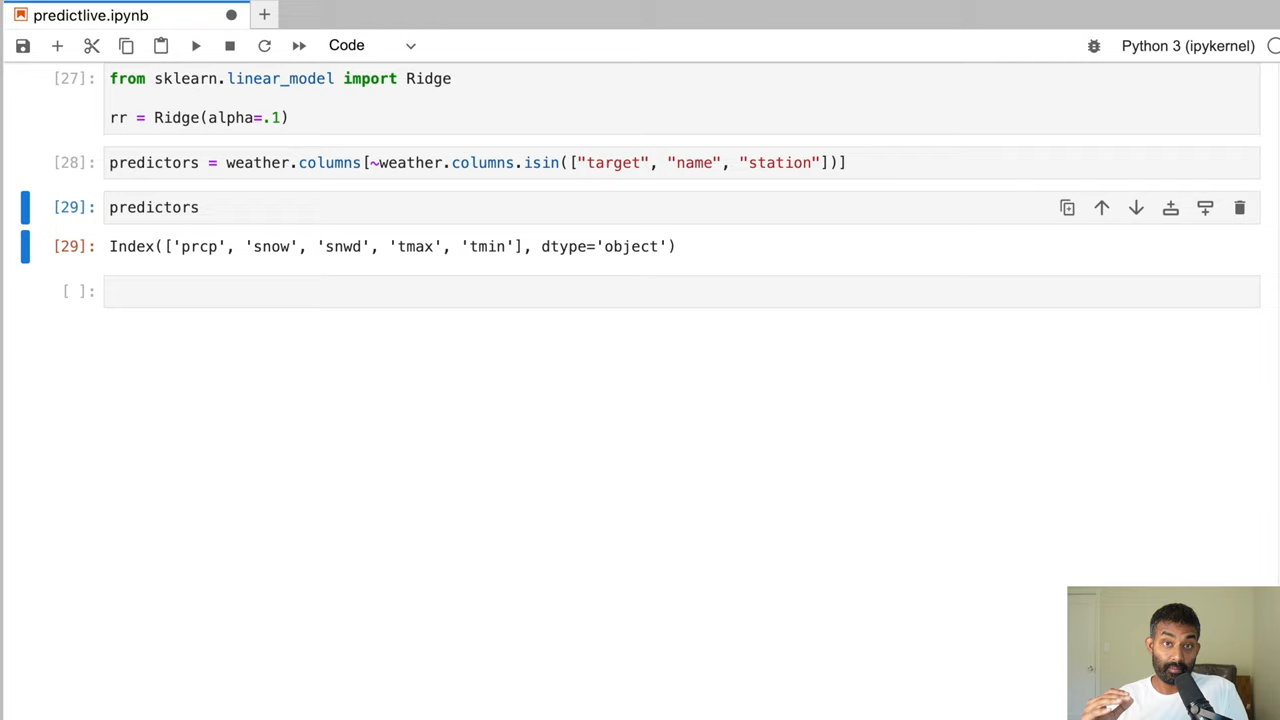 predictlive.ipynb
Code
Python 3 (ipykernel)
[27]:
from sklearn.linear_model import Ridge
rr = Ridge(alpha=.1)
[28]:
predictors = weather.columns[~weather.columns.isin(["target", "name", "station"])]
[29]:
predictors
[29]:
Index(['prcp', 'snow', 'snwd', 'tmax', 'tmin'], dtype='object')
[ ]: